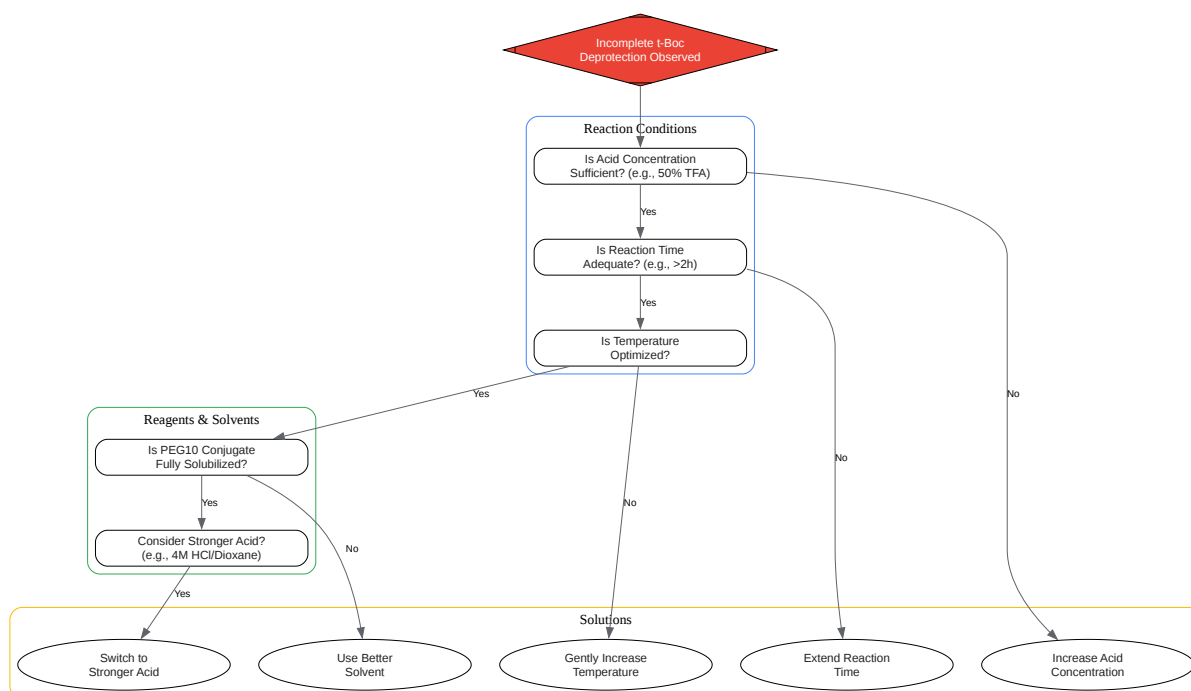 Incomplete t-Boc
Deprotection Observed
Reaction Conditions
Is Acid Concentration
Sufficient? (e.g., 50% TFA)
Yes
Is Reaction Time
Adequate? (e.g., >2h)
Yes
Is Temperature
Optimized?
Yes
No
Reagents & Solvents
Is PEG10 Conjugate
Fully Solubilized?
No
Yes
No
Consider Stronger Acid?
(e.g., 4M HCl/Dioxane)
No
Yes
Solutions
Switch to
Stronger Acid
Use Better
Solvent
Gently Increase
Temperature
Extend Reaction
Time
Increase Acid
Concentration